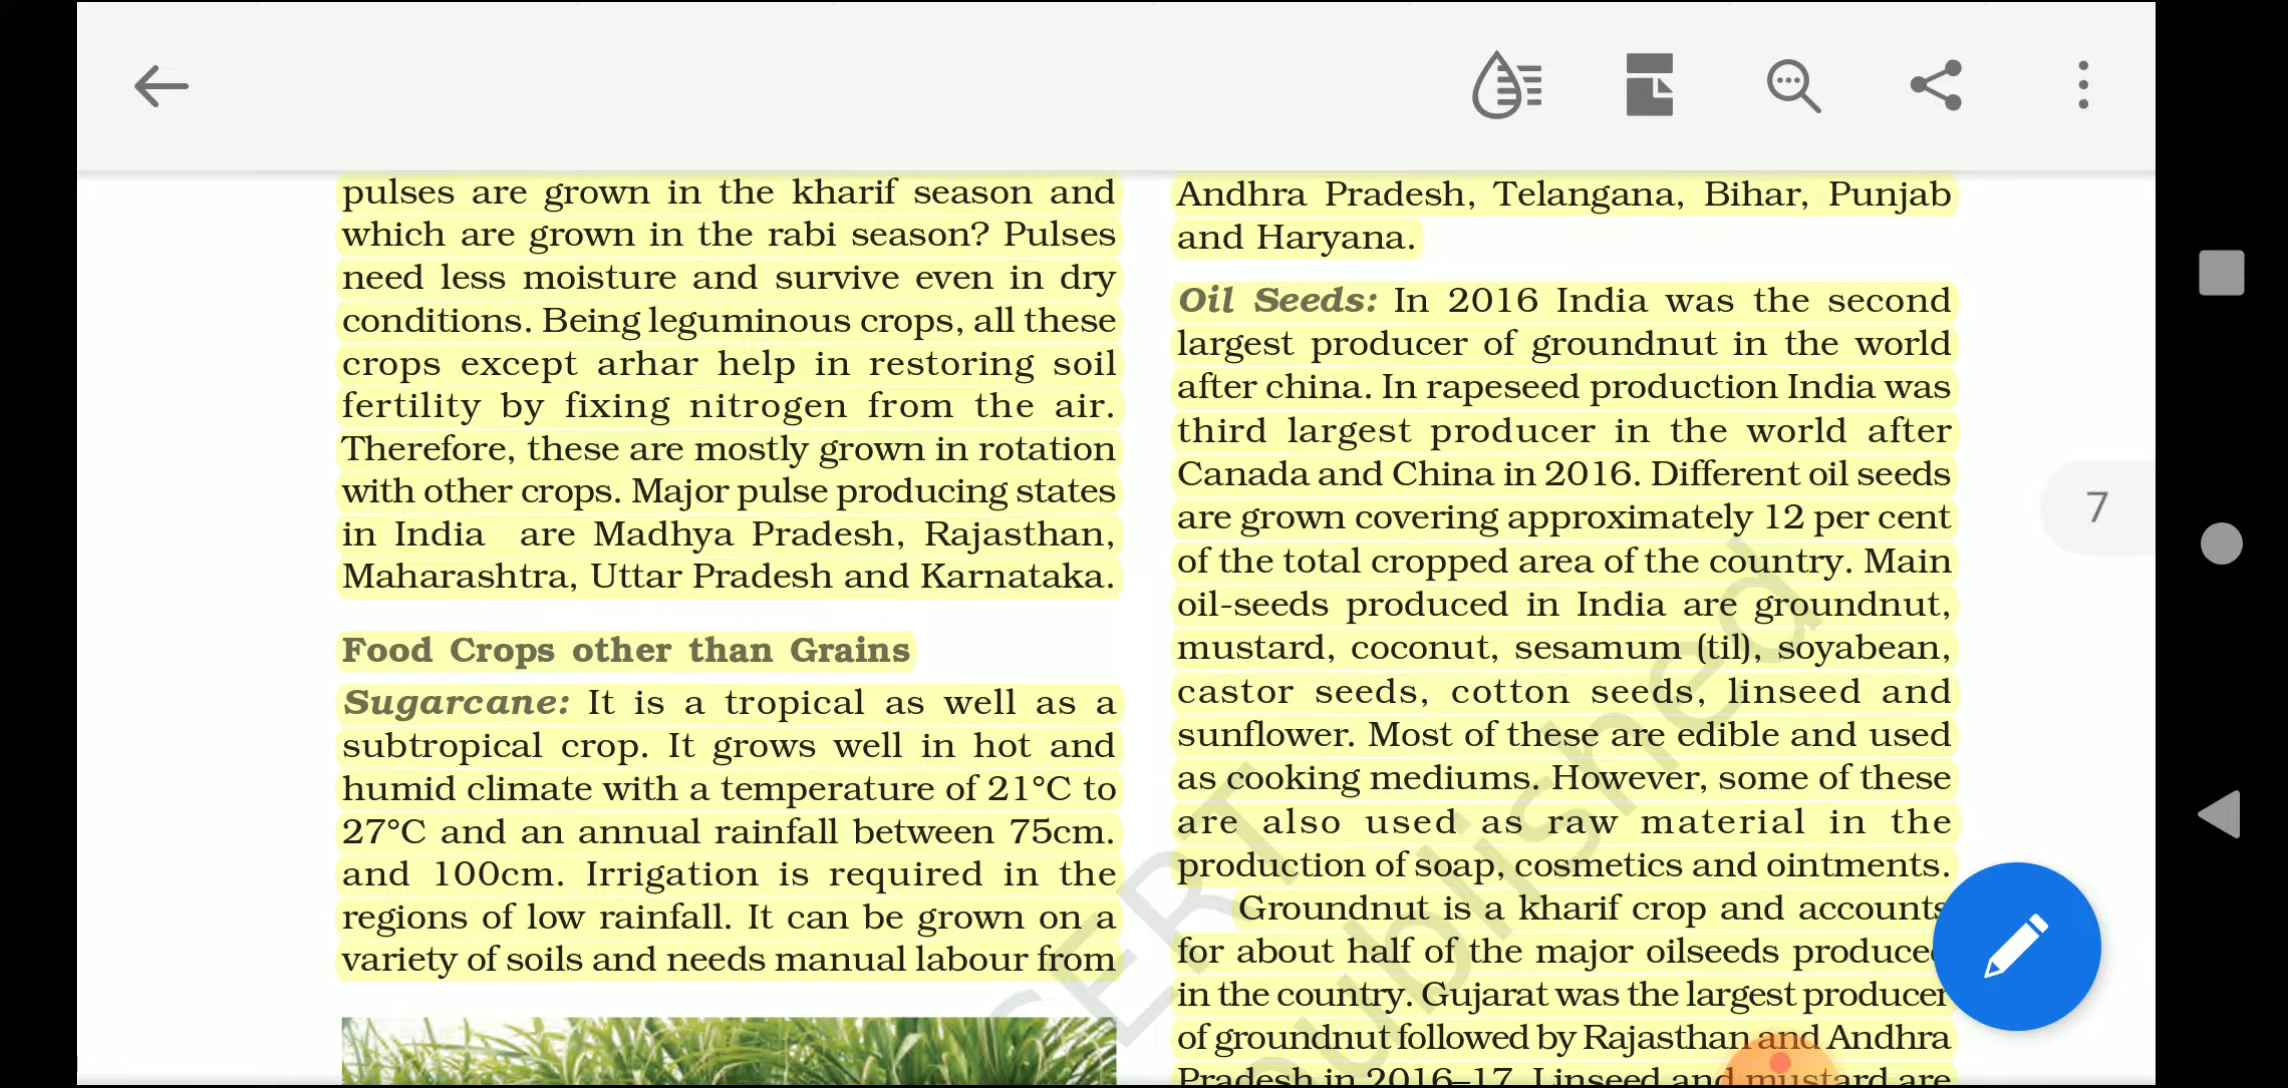 pulses are grown in the kharif season and
which are grown in the rabi season? Pulses
need less moisture and survive even in dry
conditions. Being leguminous crops, all these
crops except arhar help in restoring soil
fertility by fixing nitrogen from the air.
Therefore, these are mostly grown in rotation
with other crops. Major pulse producing states
in India are Madhya Pradesh, Rajasthan,
Maharashtra, Uttar Pradesh and Karnataka.
Food Crops other than Grains
Sugarcane: It is a tropical as well as a
subtropical crop. It grows well in hot and
humid climate with a temperature of 21°C to
27°C and an annual rainfall between 75cm.
and 100cm. Irrigation is required in the
regions of low rainfall. It can be grown on a
variety of soils and needs manual labour from
Andhra Pradesh, Telangana, Bihar, Punjab
and Haryana.
Oil Seeds: In 2016 India was the second
largest producer of groundnut in the world
after china. In rapeseed production India was
third largest producer in the world after
Canada and China in 2016. Different oil seeds
are grown covering approximately 12 per cent
of the total cropped area of the country. Main
oil-seeds produced in India are groundnut,
mustard, coconut, sesamum (til), soyabean,
castor seeds, cotton seeds, linseed and
sunflower. Most of these are edible and used
as cooking mediums. However, some of these
are also used as raw material in the
production of soap, cosmetics and ointments.
Groundnut is a kharif crop and accounts
for about half of the major oilseeds produced
in the country. Gujarat was the largest producer
of groundnut followed by Rajasthan and Andhra
Pradesh in 2016–17. Linseed and mustard are
7